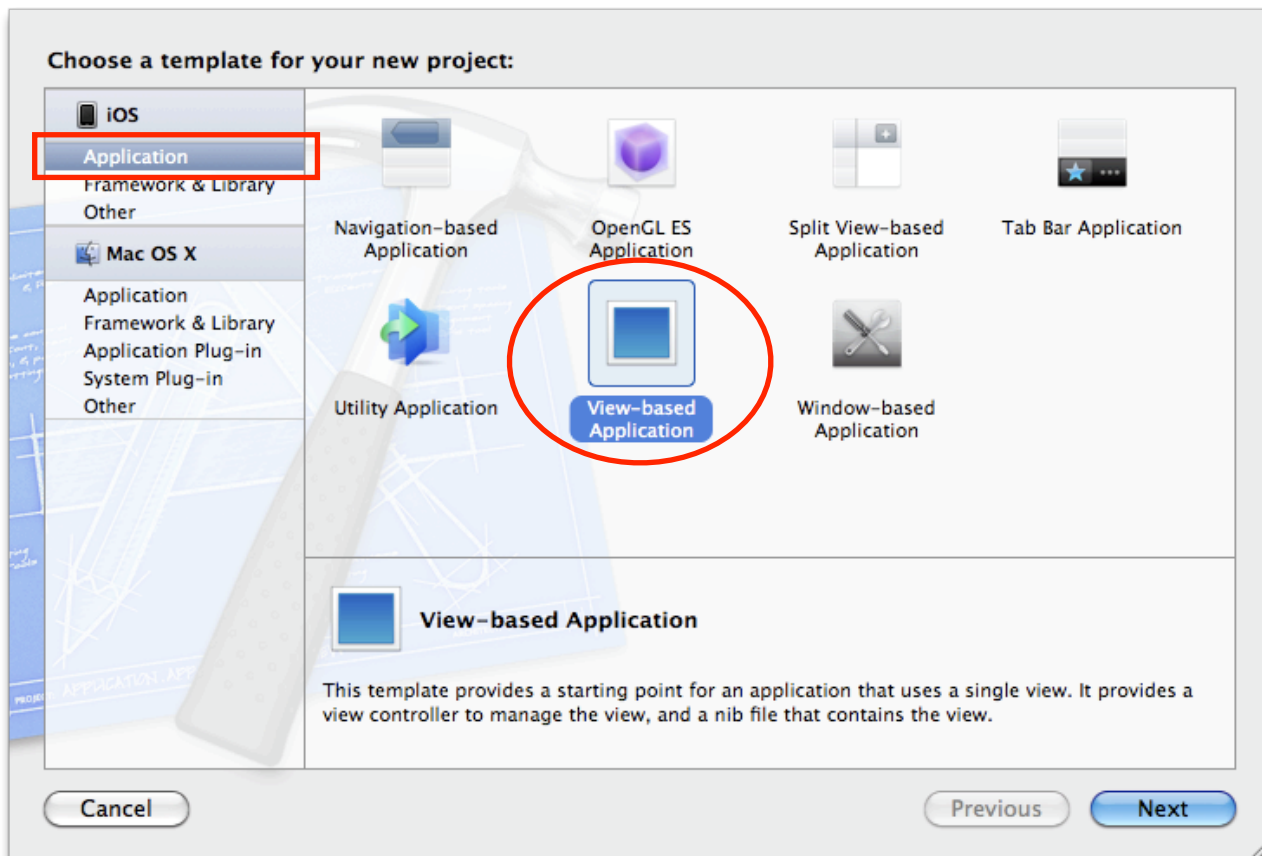 Choose a template for your new project:
iOS
Application
Framework & Library
Other
Mac OS X
Application
Framework & Library
Application Plug-in
System Plug-in
Other
Navigation-based
Application
OpenGL ES
Application
Split View-based
Application
Tab Bar Application
Utility Application
View-based
Application
Window-based
Application
View-based Application
This template provides a starting point for an application that uses a single view. It provides a
view controller to manage the view, and a nib file that contains the view.
Cancel
Previous
Next